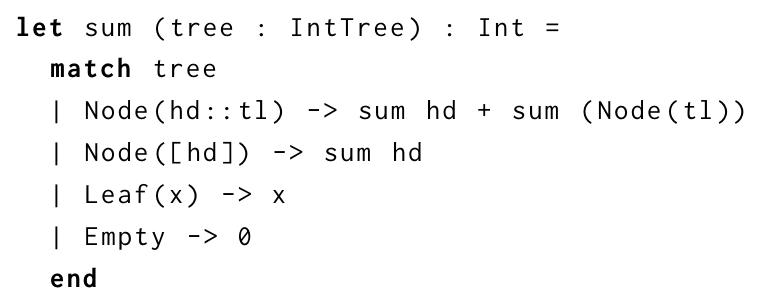 let sum (tree : IntTree) : Int =
  match tree
  | Node(hd::tl) -> sum hd + sum (Node(tl))
  | Node([hd]) -> sum hd
  | Leaf(x) -> x
  | Empty -> 0
  end